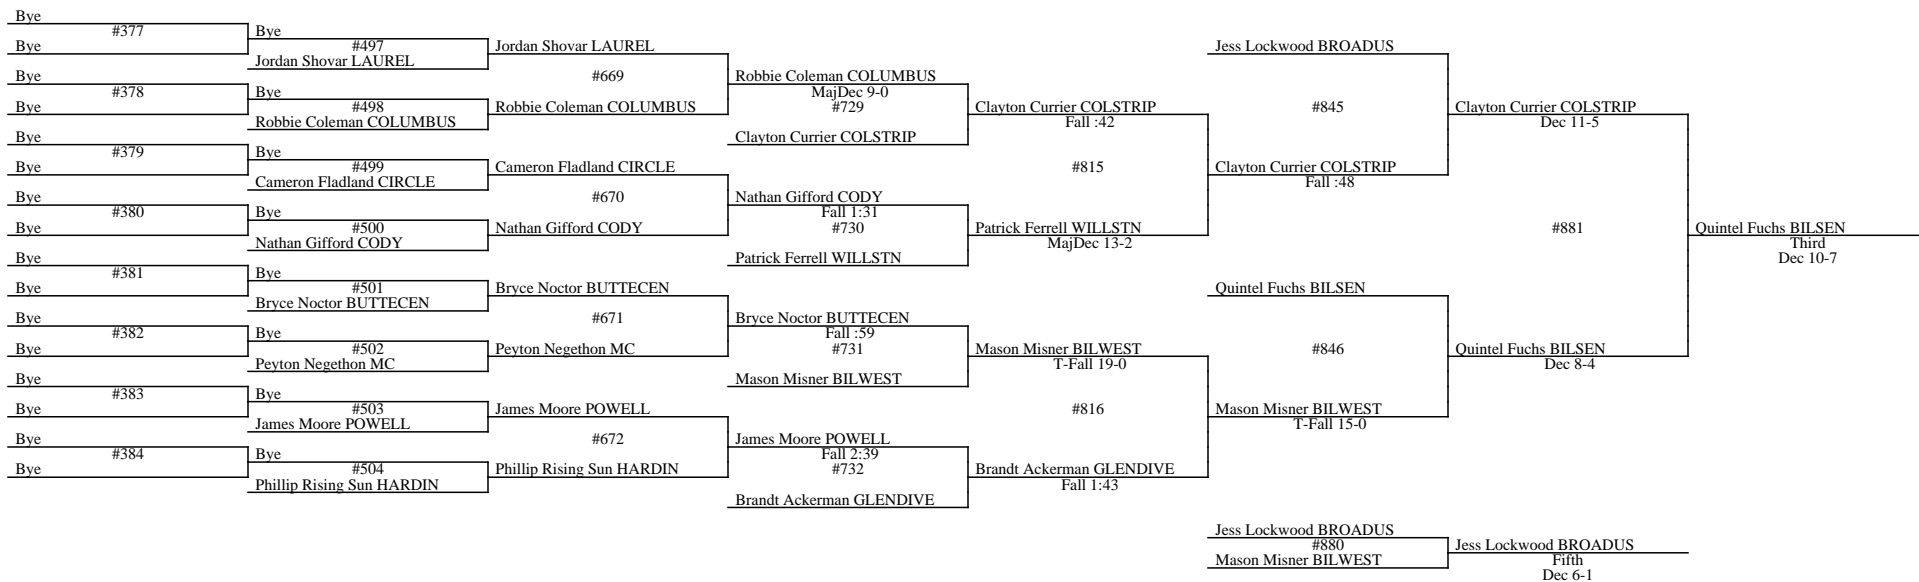 Bye
#377
Bye
Bye
#378
Bye
Bye
#379
Bye
Bye
#380
Bye
Bye
#381
Bye
Bye
#382
Bye
Bye
#383
Bye
Bye
#384
Bye
Bye
#497
Jordan Shovar LAUREL
Bye
#498
Robbie Coleman COLUMBUS
Bye
#499
Cameron Fladland CIRCLE
Bye
#500
Nathan Gifford CODY
Bye
#501
Bryce Noctor BUTTECEN
Bye
#502
Peyton Negethon MC
Bye
#503
James Moore POWELL
Bye
#504
Phillip Rising Sun HARDIN
Jordan Shovar LAUREL
#669
Robbie Coleman COLUMBUS
Cameron Fladland CIRCLE
#670
Nathan Gifford CODY
Bryce Noctor BUTTECEN
#671
Peyton Negethon MC
James Moore POWELL
#672
Phillip Rising Sun HARDIN
Robbie Coleman COLUMBUS
MajDec 9-0
#729
Clayton Currier COLSTRIP
Nathan Gifford CODY
Fall 1:31
#730
Patrick Ferrell WILLSTN
Bryce Noctor BUTTECEN
Fall :59
#731
Mason Misner BILWEST
James Moore POWELL
Fall 2:39
#732
Brandt Ackerman GLENDIVE
Clayton Currier COLSTRIP
Fall :42
#815
Patrick Ferrell WILLSTN
MajDec 13-2
Mason Misner BILWEST
T-Fall 19-0
#816
Brandt Ackerman GLENDIVE
Fall 1:43
Jess Lockwood BROADUS
#845
Clayton Currier COLSTRIP
Fall :48
Quintel Fuchs BILSEN
#846
Mason Misner BILWEST
T-Fall 15-0
Clayton Currier COLSTRIP
Dec 11-5
#881
Quintel Fuchs BILSEN
Dec 8-4
Quintel Fuchs BILSEN
Third
Dec 10-7
Jess Lockwood BROADUS
#880
Mason Misner BILWEST
Jess Lockwood BROADUS
Fifth
Dec 6-1